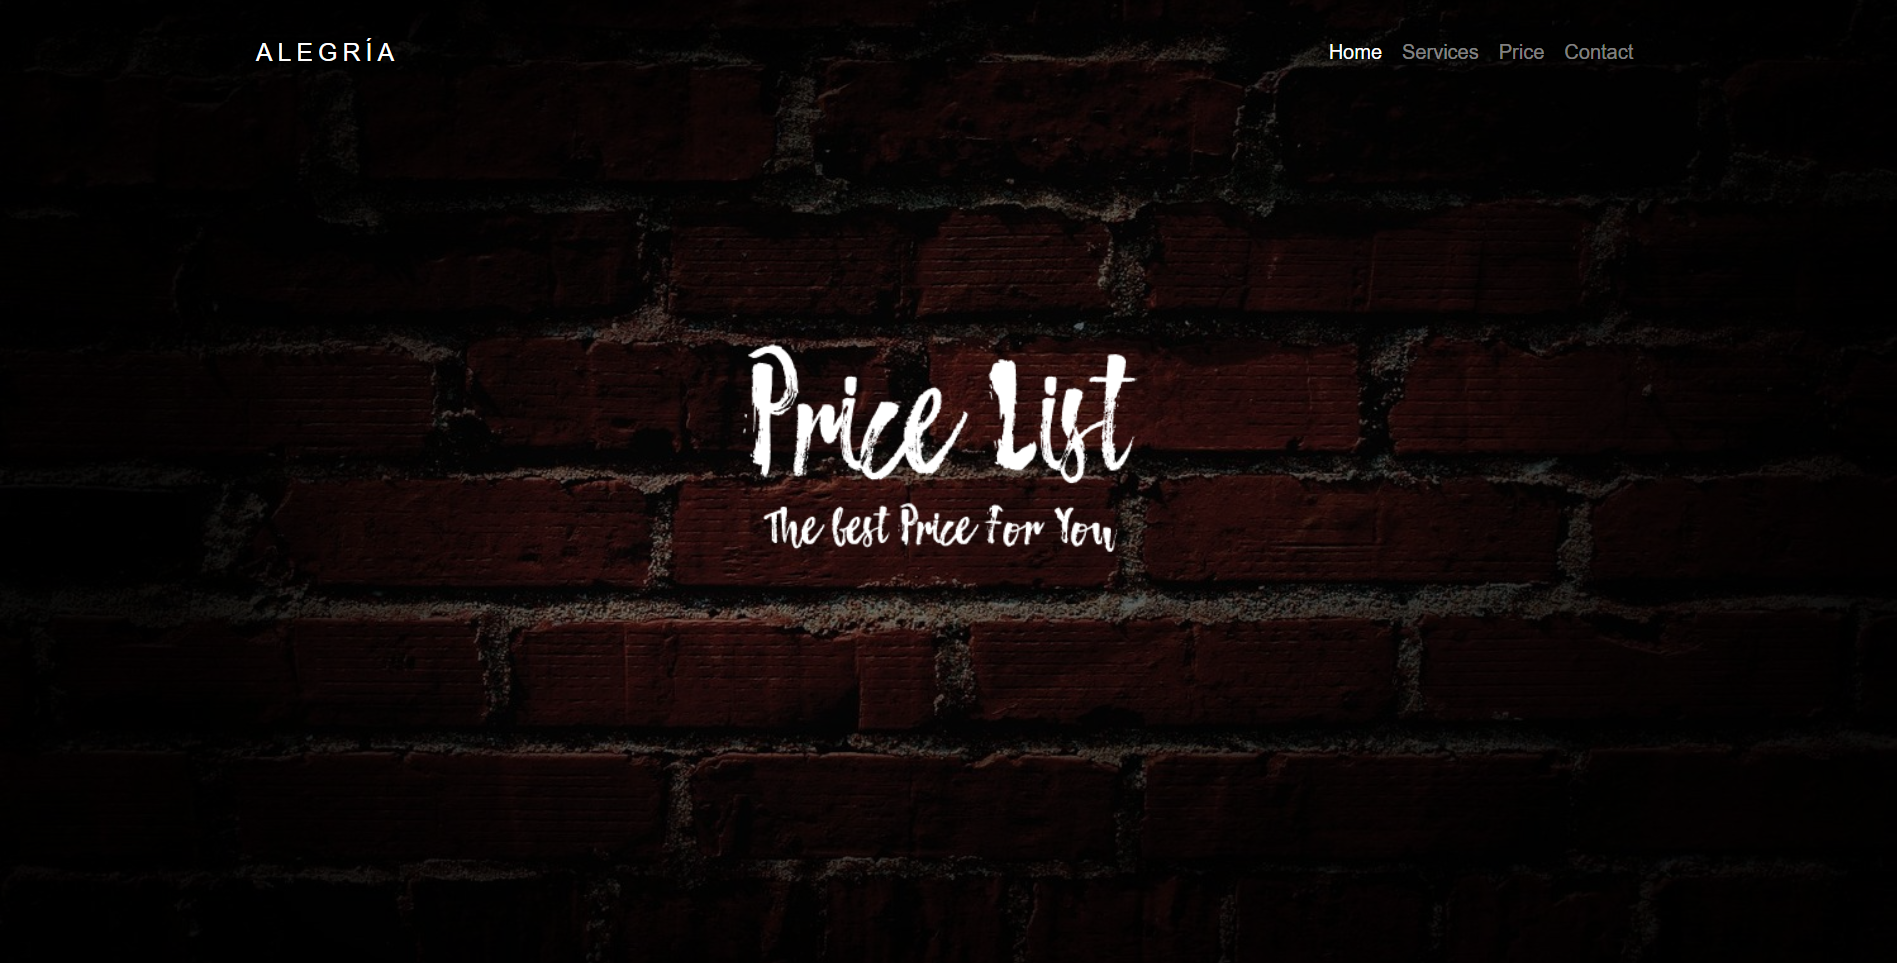 ALEGRÍA
Home Services Price Contact
Price List
The best Price For You